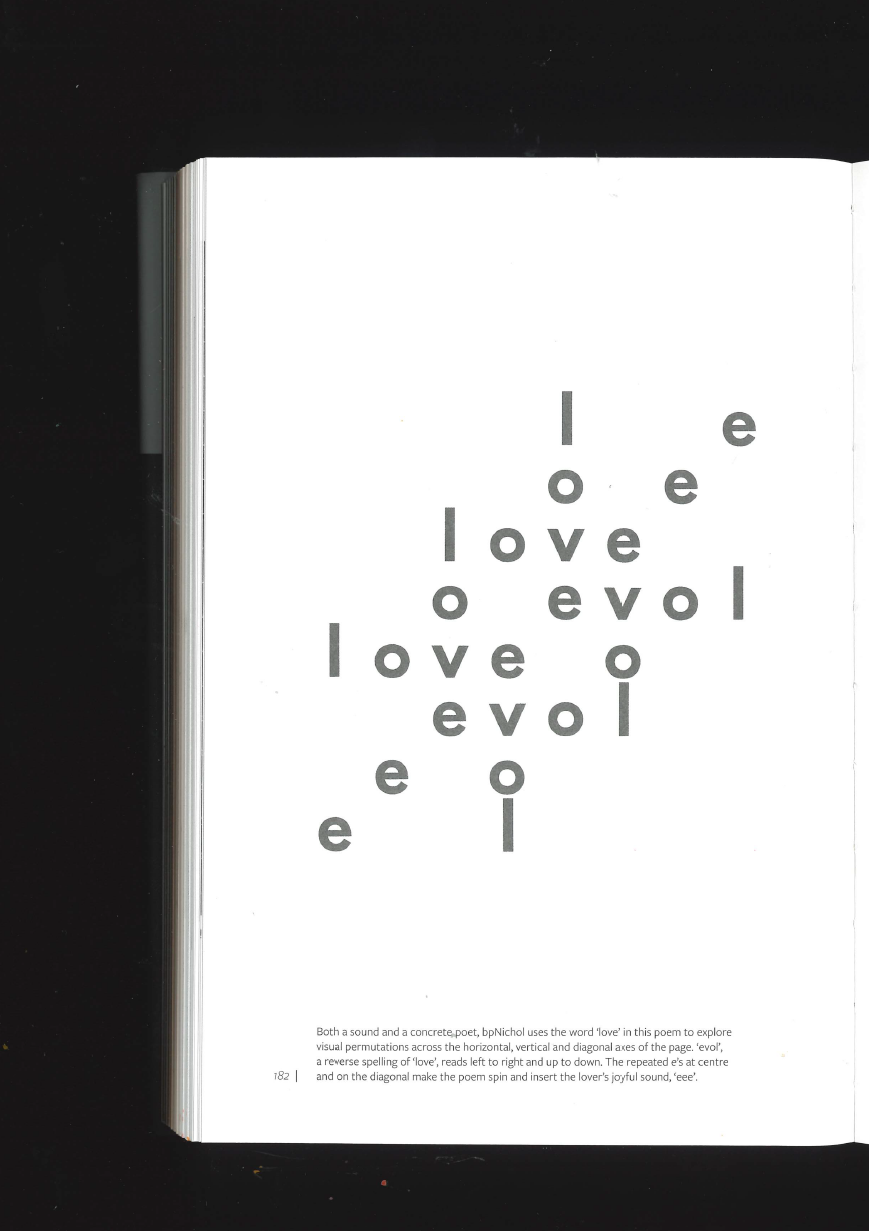 l e
o e
love
o evol
love o
evol
e o
e l
Both a sound and a concrete poet, bpNichol uses the word ‘love’ in this poem to explore
visual permutations across the horizontal, vertical and diagonal axes of the page. ‘evol’,
a reverse spelling of ‘love’, reads left to right and up to down. The repeated e’s at centre
182 | and on the diagonal make the poem spin and insert the lover’s joyful sound, ‘eee’.